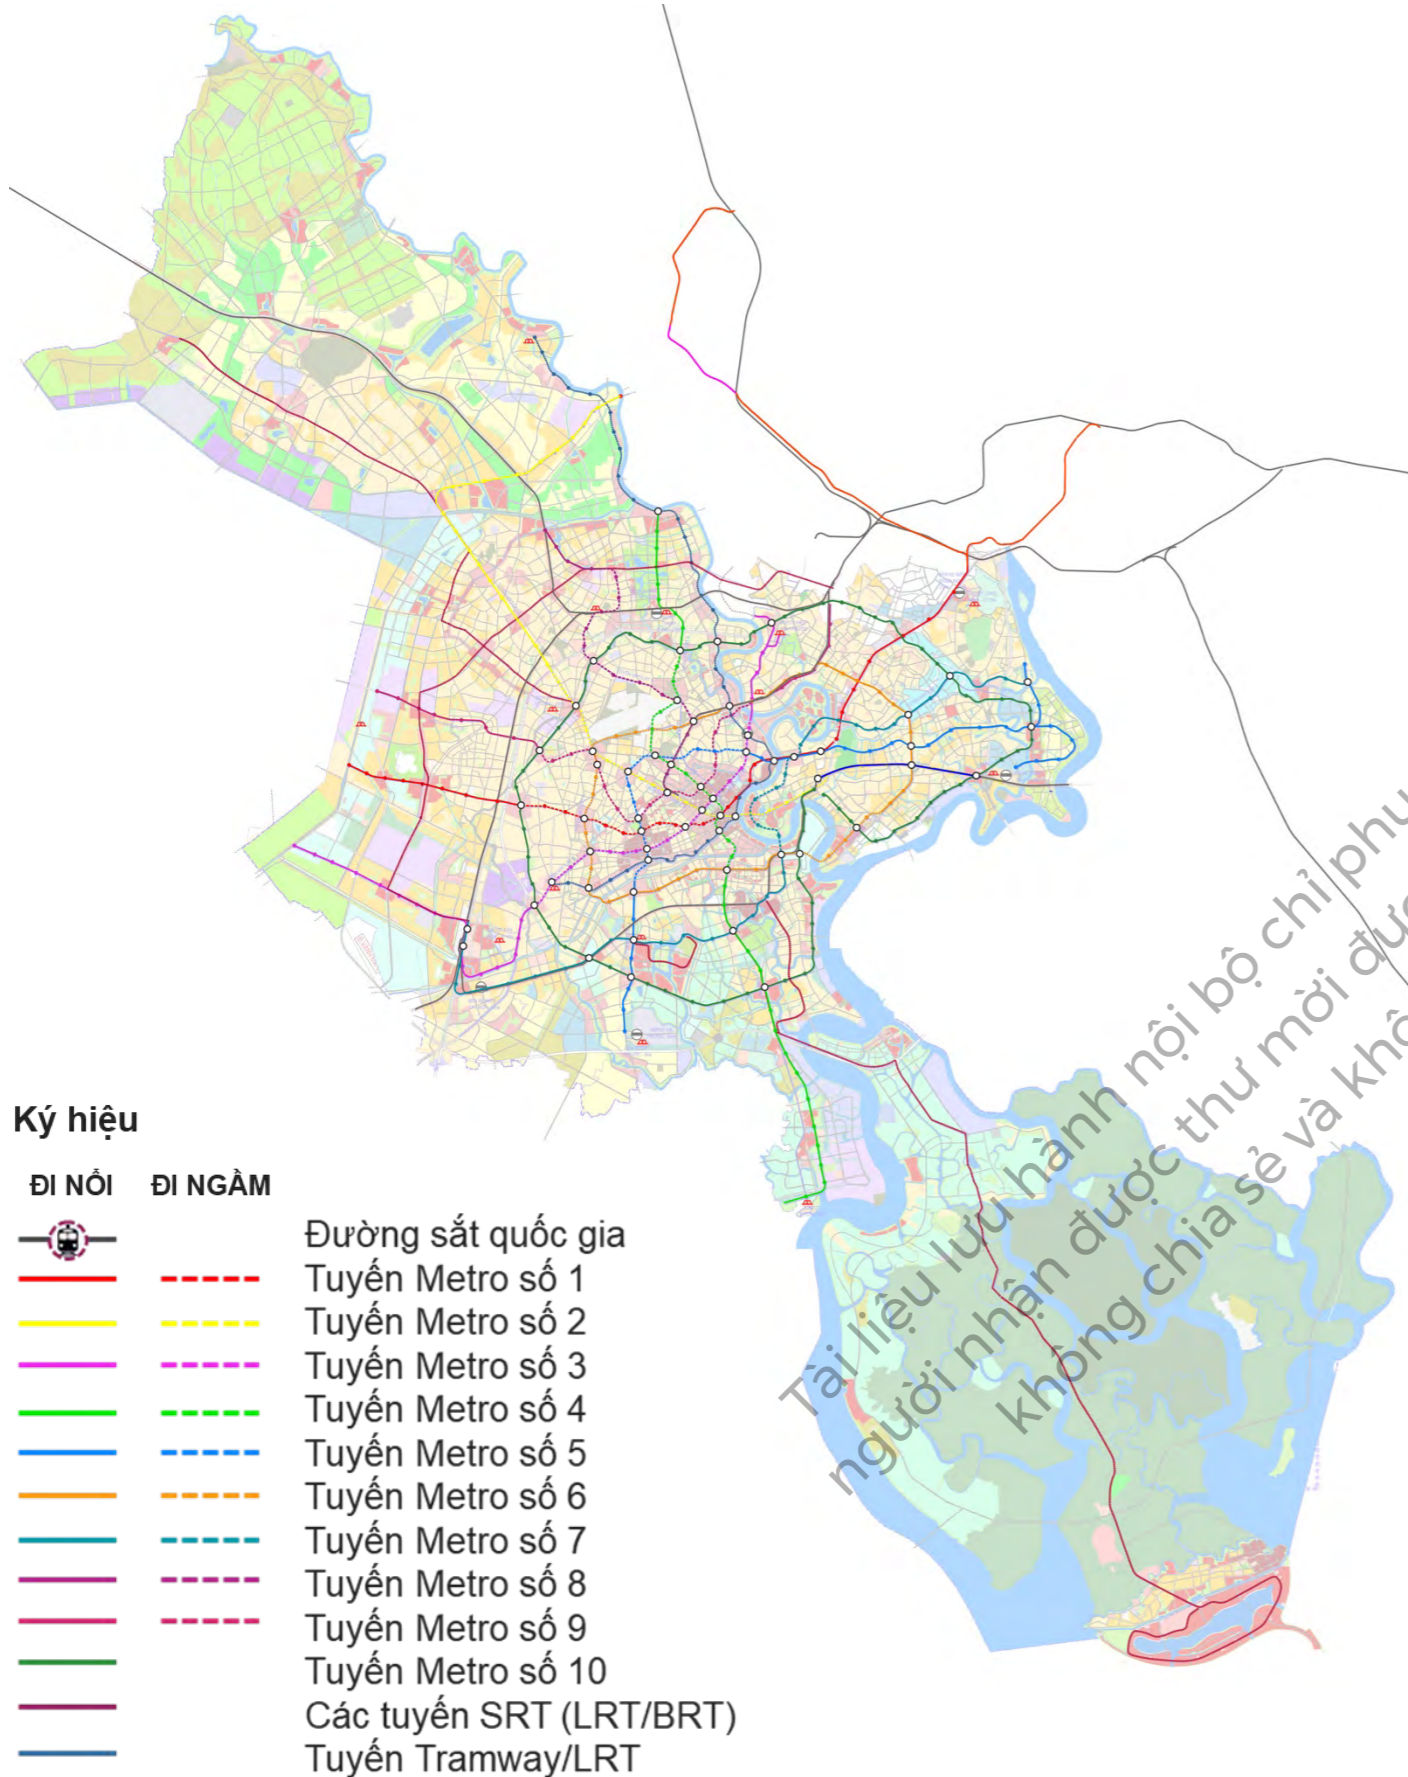 Ký hiệu
ĐI NỔI ĐI NGẦM
Đường sắt quốc gia
Tuyến Metro số 1
Tuyến Metro số 2
Tuyến Metro số 3
Tuyến Metro số 4
Tuyến Metro số 5
Tuyến Metro số 6
Tuyến Metro số 7
Tuyến Metro số 8
Tuyến Metro số 9
Tuyến Metro số 10
Các tuyến SRT (LRT/BRT)
Tuyến Tramway/LRT
Tài liệu lưu hành nội bộ chỉ
người nhận được thư mời
không chia sẻ và